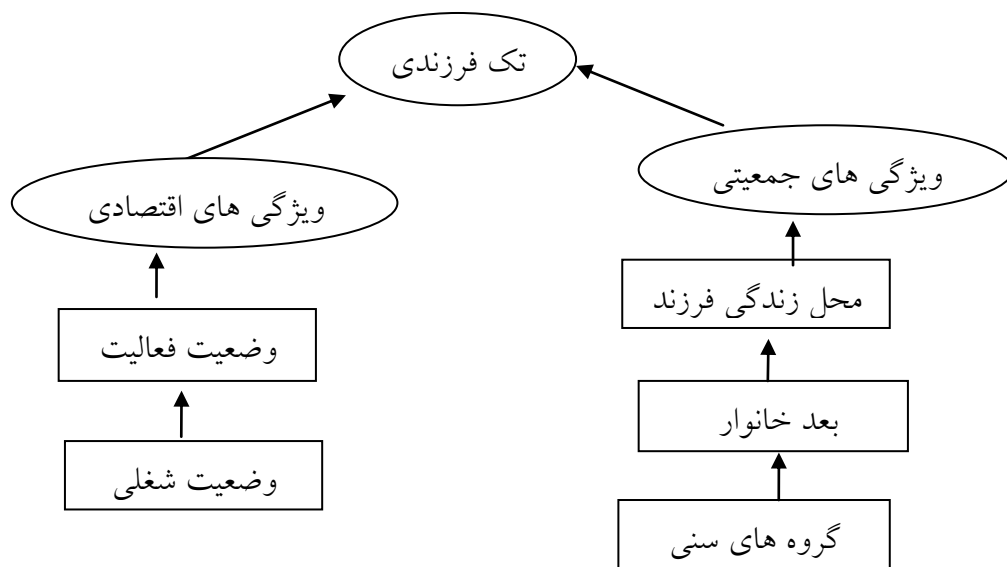 تک فرزندی
ویژگی های جمعیتی
ویژگی های اقتصادی
محل زندگی فرزند
وضعیت فعالیت
بعد خانوار
وضعیت شغلی
گروه های سنی